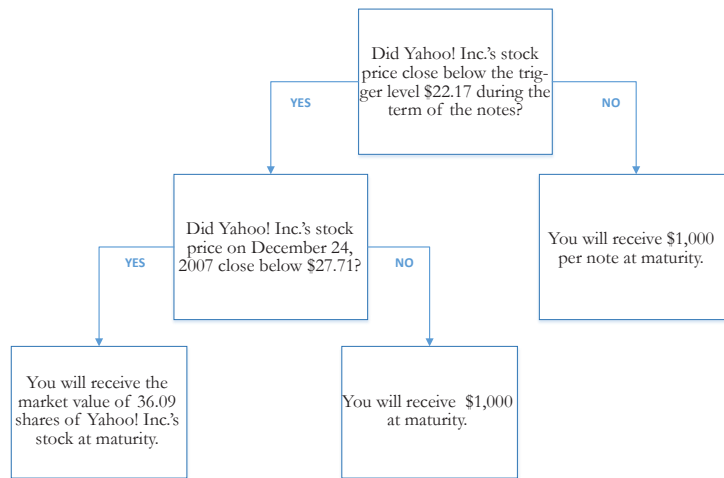 Did Yahoo! Inc.'s stock
price close below the trig-
ger level $22.17 during the
term of the notes?
YES
NO
Did Yahoo! Inc.'s stock
price on December 24,
2007 close below $27.71?
You will receive $1,000
per note at maturity.
YES
NO
You will receive the
market value of 36.09
shares of Yahoo! Inc.'s
stock at maturity.
You will receive $1,000
at maturity.